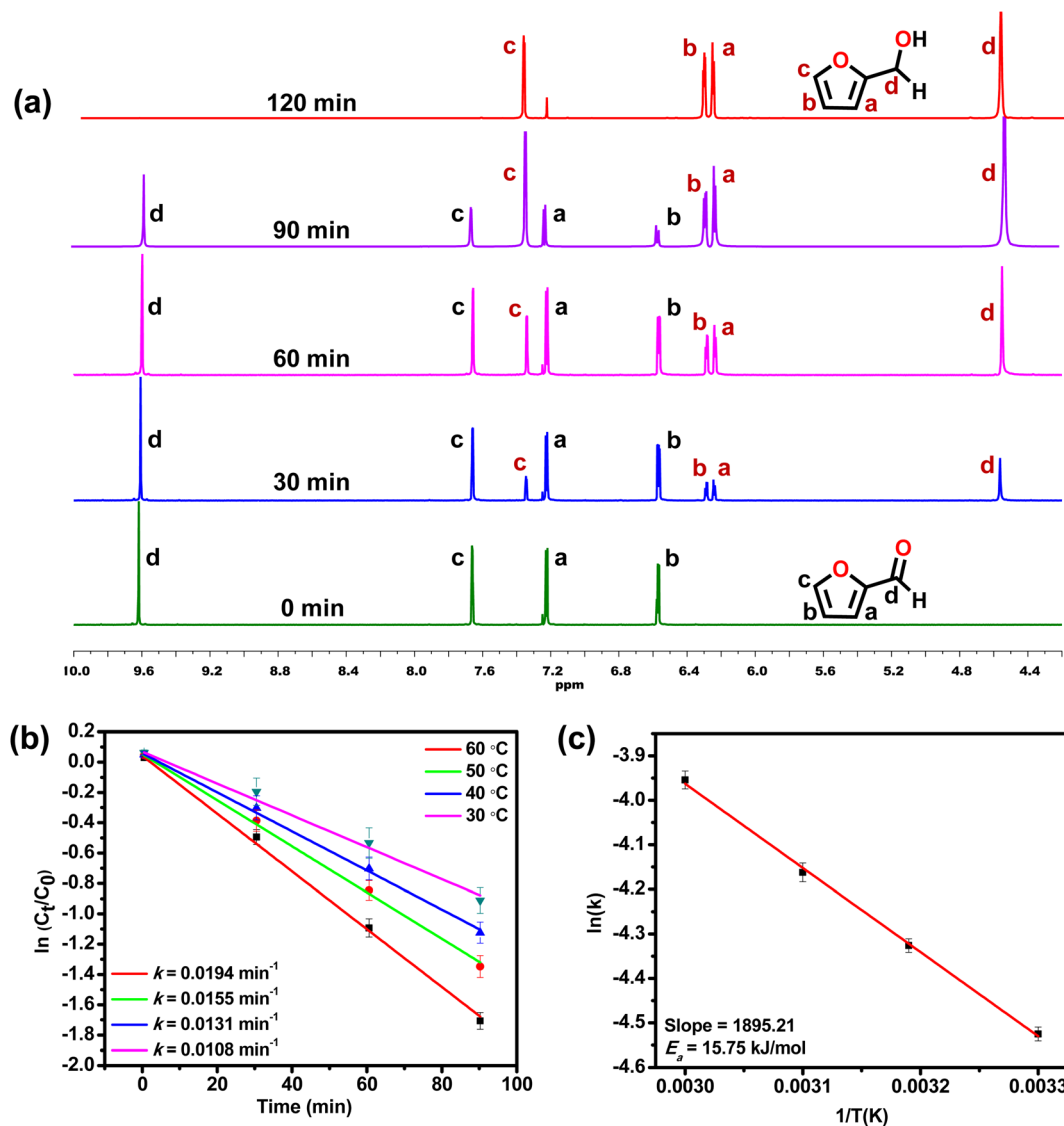 (a)
120 min
c
b
a
d
O
OH
c
d
H
b
a
90 min
d
c
c
a
b
b
a
d
60 min
d
c
c
a
b
b
a
d
30 min
d
c
c
a
b
b
a
d
0 min
d
c
a
b
O
O
c
d
H
b
a
10.0 9.6 9.2 8.8 8.4 8.0 7.6 7.2 6.8 6.4 6.0 5.6 5.2 4.8 4.4
ppm
(b)
ln (Ct/C0)
0.2
0.0
-0.2
-0.4
-0.6
-0.8
-1.0
-1.2
-1.4
-1.6
-1.8
-2.0
60 °C
50 °C
40 °C
30 °C
k = 0.0194 min-1
k = 0.0155 min-1
k = 0.0131 min-1
k = 0.0108 min-1
0 20 40 60 80 100
Time (min)
(c)
ln(k)
-3.9
-4.0
-4.1
-4.2
-4.3
-4.4
-4.5
-4.6
Slope = 1895.21
Ea = 15.75 kJ/mol
0.0030 0.0031 0.0032 0.0033
1/T(K)